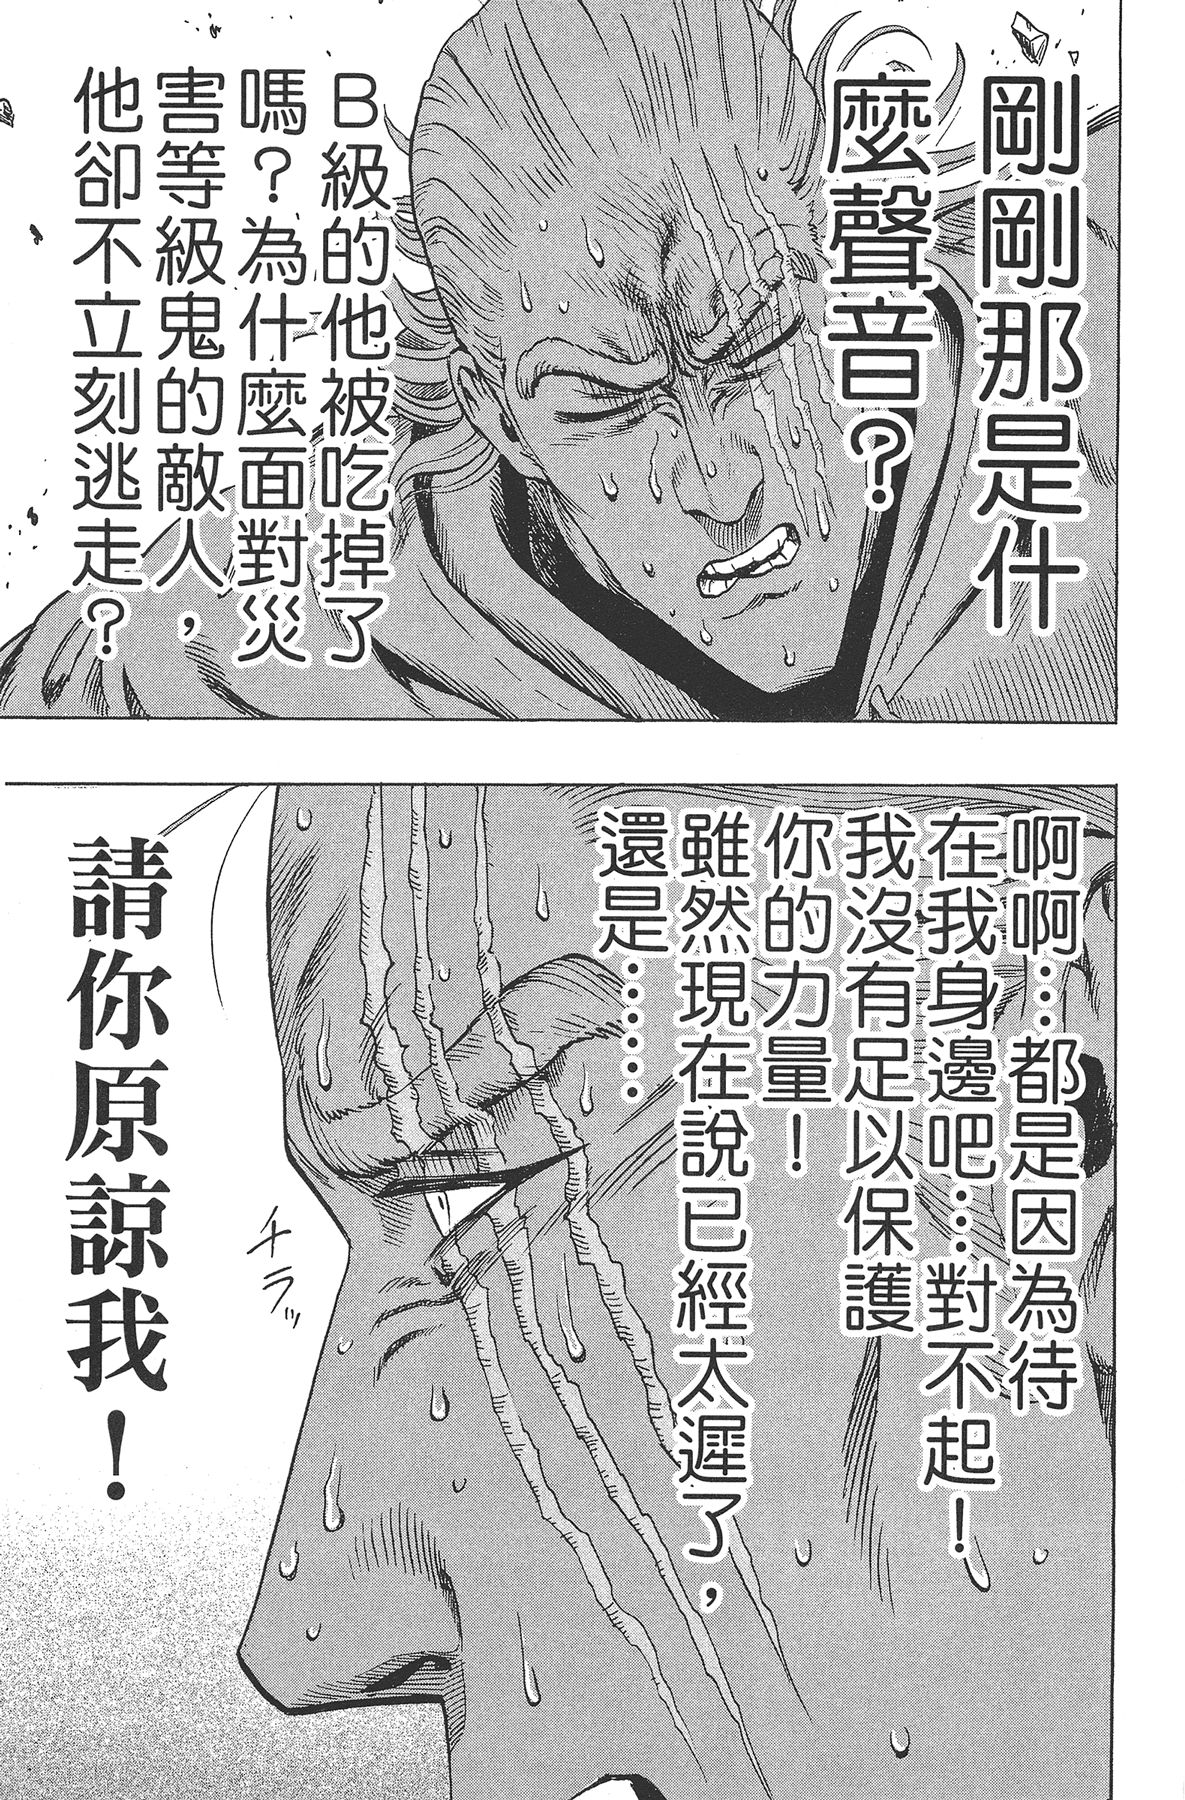 剛剛那是什
麼聲音？
B級的他被吃掉了
嗎？為什麼面對災
害等級鬼的敵人，
他卻不立刻逃走？
啊啊…都是因為待
在我身邊吧…對不起！
我沒有足以保護
你的力量！
雖然現在說已經太遲了，
還是……
請你原諒我！
チラッ